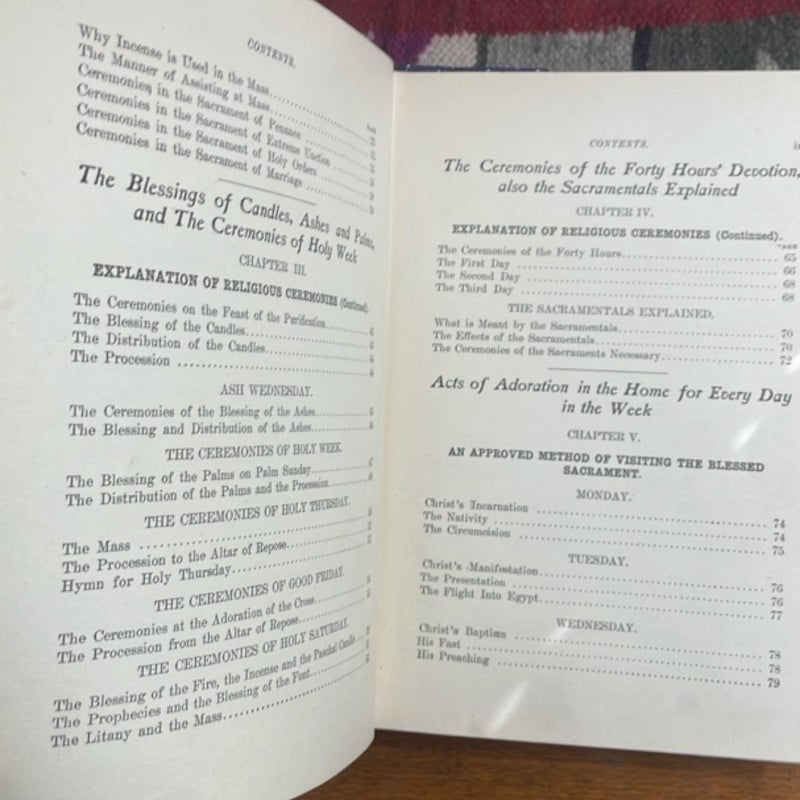 CONTENTS.
Why Incense is Used in the Mass
The Manner of Assisting at Mass
Ceremonies in the Sacrament of Penance
Ceremonies in the Sacrament of Extreme Unction
Ceremonies in the Sacrament of Holy Orders
Ceremonies in the Sacrament of Marriage
The Blessings of Candles, Ashes and Palms,
and The Ceremonies of Holy Week
CHAPTER III.
EXPLANATION OF RELIGIOUS CEREMONIES (Continued).
The Ceremonies on the Feast of the Purification
The Blessing of the Candles
The Distribution of the Candles
The Procession
ASH WEDNESDAY.
The Ceremonies of the Blessing of the Ashes
The Blessing and Distribution of the Ashes
THE CEREMONIES OF HOLY WEEK.
The Blessing of the Palms on Palm Sunday
The Distribution of the Palms and the Procession
THE CEREMONIES OF HOLY THURSDAY.
The Mass
The Procession to the Altar of Repose
Hymn for Holy Thursday
THE CEREMONIES OF GOOD FRIDAY.
The Ceremonies at the Adoration of the Cross
The Procession from the Altar of Repose
THE CEREMONIES OF HOLY SATURDAY.
The Blessing of the Fire, the Incense and the Paschal Candle
The Prophecies and the Blessing of the Font
The Litany and the Mass
CONTENTS.
The Ceremonies of the Forty Hours' Devotion,
also the Sacramentals Explained
CHAPTER IV.
EXPLANATION OF RELIGIOUS CEREMONIES (Continued).
PAGE
The Ceremonies of the Forty Hours 65
The First Day 66
The Second Day 68
The Third Day 68
THE SACRAMENTALS EXPLAINED.
What is Meant by the Sacramentals 70
The Effects of the Sacramentals 70
The Ceremonies of the Sacraments Necessary 72
Acts of Adoration in the Home for Every Day
in the Week
CHAPTER V.
AN APPROVED METHOD OF VISITING THE BLESSED
SACRAMENT.
MONDAY.
Christ's Incarnation 74
The Nativity 74
The Circumcision 75
TUESDAY.
Christ's Manifestation 76
The Presentation 76
The Flight Into Egypt 77
WEDNESDAY.
Christ's Baptism 78
His Fast 78
His Preaching 79